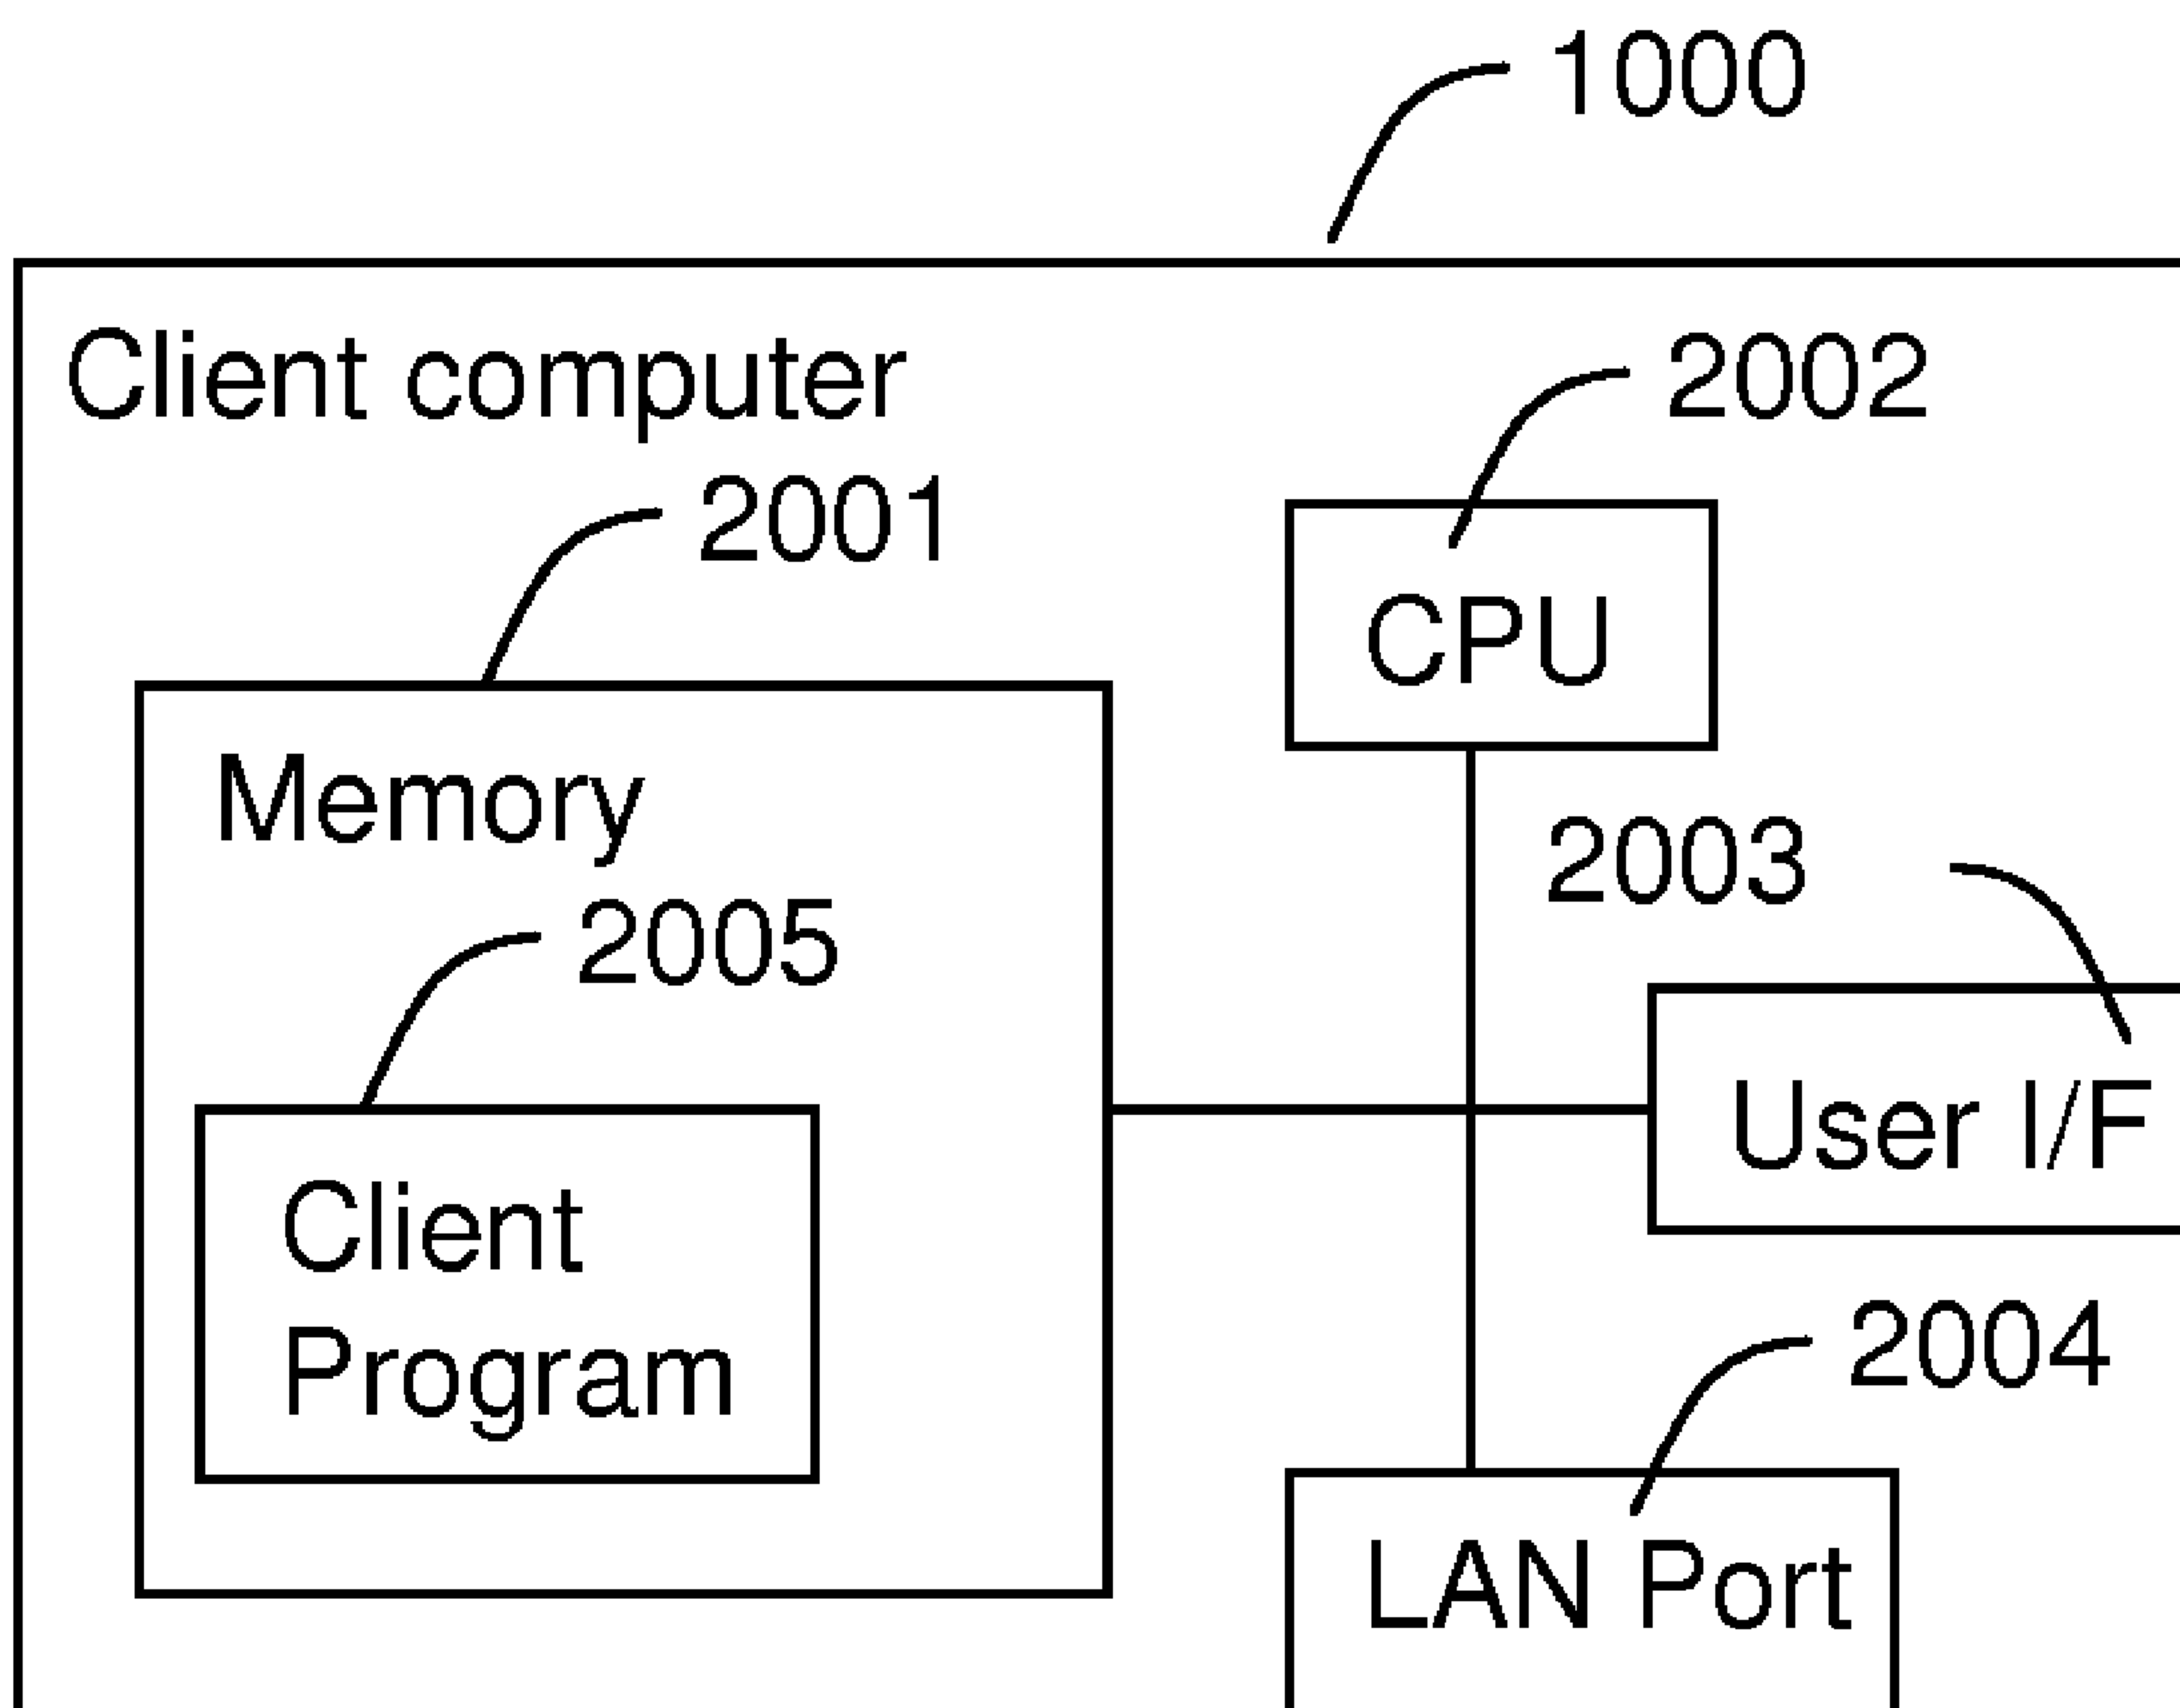 1000
Client computer
2002
2001
CPU
Memory
2003
2005
User I/F
Client
Program
2004
LAN Port